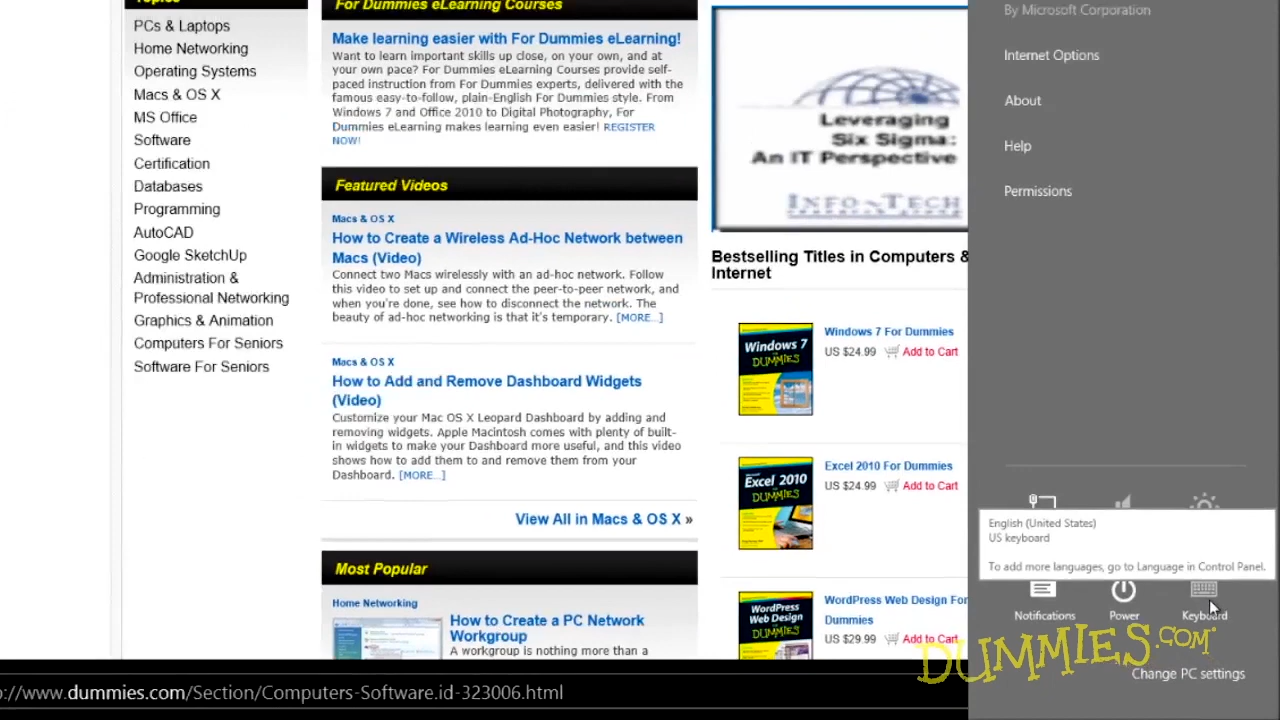 Topics
PCs & Laptops
Home Networking
Operating Systems
Macs & OS X
MS Office
Software
Certification
Databases
Programming
AutoCAD
Google SketchUp
Administration &
Professional Networking
Graphics & Animation
Computers For Seniors
Software For Seniors
For Dummies eLearning Courses
Make learning easier with For Dummies eLearning!
Want to learn important skills up close, on your own, and at
your own pace? For Dummies eLearning Courses provide self-
paced instruction from For Dummies experts, delivered with the
famous easy-to-follow, plain-English For Dummies style. From
Windows 7 and Office 2010 to Digital Photography, For
Dummies eLearning makes learning even easier! REGISTER
NOW!
Featured Videos
Macs & OS X
How to Create a Wireless Ad-Hoc Network between
Macs (Video)
Connect two Macs wirelessly with an ad-hoc network. Follow
this video to set up and connect the peer-to-peer network, and
when you're done, see how to disconnect the network. The
beauty of ad-hoc networking is that it's temporary. [MORE...]
Macs & OS X
How to Add and Remove Dashboard Widgets
(Video)
Customize your Mac OS X Leopard Dashboard by adding and
removing widgets. Apple Macintosh comes with plenty of built-
in widgets to make your Dashboard more useful, and this video
shows how to add them to and remove them from your
Dashboard. [MORE...]
View All in Macs & OS X »
Most Popular
Home Networking
How to Create a PC Network
Workgroup
A workgroup is nothing more than a
Leveraging
Six Sigma:
An IT Perspective
INFO~TECH
Bestselling Titles in Computers &
Internet
Windows 7
DUMMIES
Windows 7 For Dummies
US $24.99 Add to Cart
Excel 2010
DUMMIES
Excel 2010 For Dummies
US $24.99 Add to Cart
WordPress
Web Design
DUMMIES
WordPress Web Design For
Dummies
US $29.99 Add to Cart
By Microsoft Corporation
Internet Options
About
Help
Permissions
English (United States)
US keyboard
To add more languages, go to Language in Control Panel.
Notifications
Power
Keyboard
DUMMIES.COM
Change PC settings
://www.dummies.com/Section/Computers-Software.id-323006.html